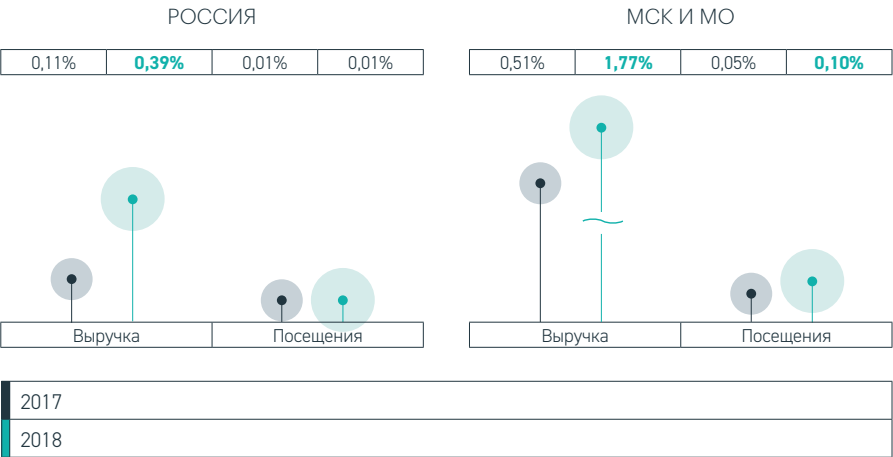 РОССИЯ
0,11% 0,39% 0,01% 0,01%
Выручка Посещения
МСК И МО
0,51% 1,77% 0,05% 0,10%
Выручка Посещения
2017
2018